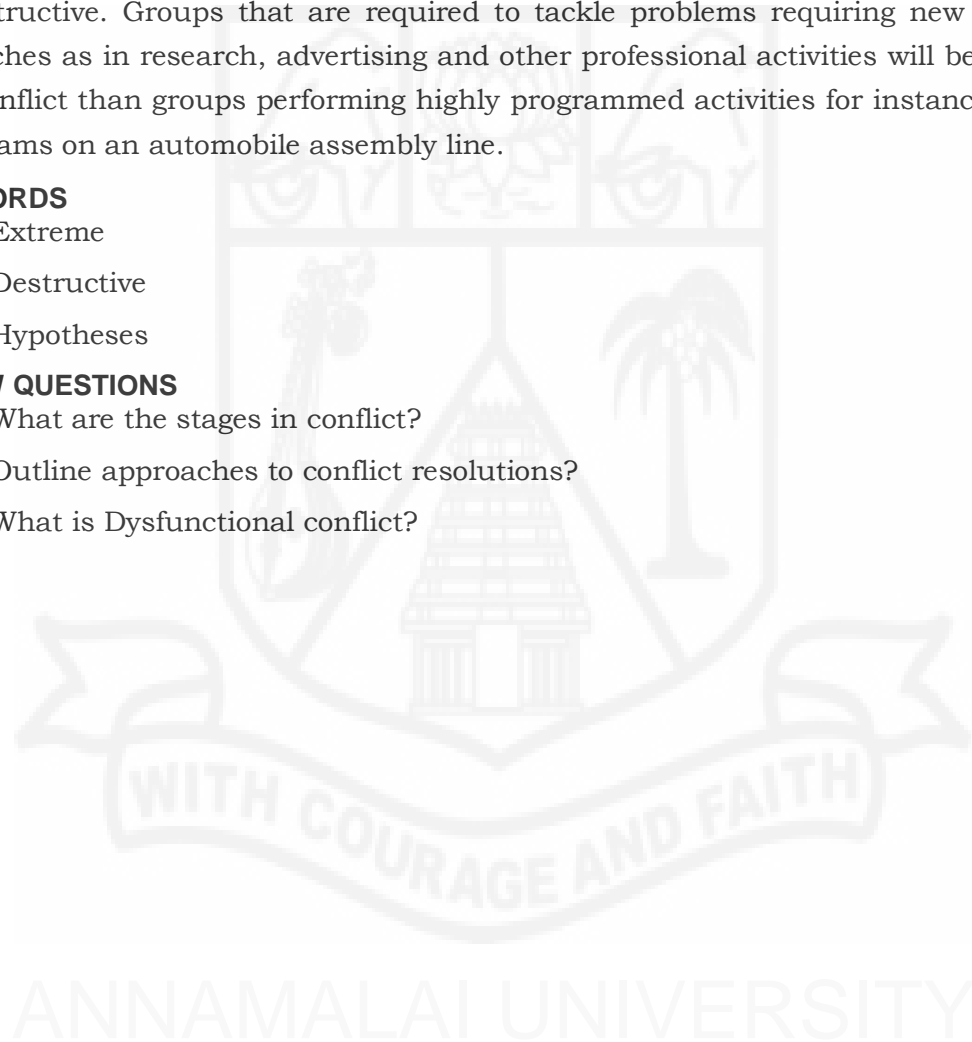 tructive. Groups that are required to tackle problems requiring new
ches as in research, advertising and other professional activities will be
nflict than groups performing highly programmed activities for instanc
ams on an automobile assembly line.
ORDS
Extreme
Destructive
Hypotheses
QUESTIONS
What are the stages in conflict?
Outline approaches to conflict resolutions?
What is Dysfunctional conflict?
WITH COURAGE AND FAITH
ANNAMALAI UNIVERSITY